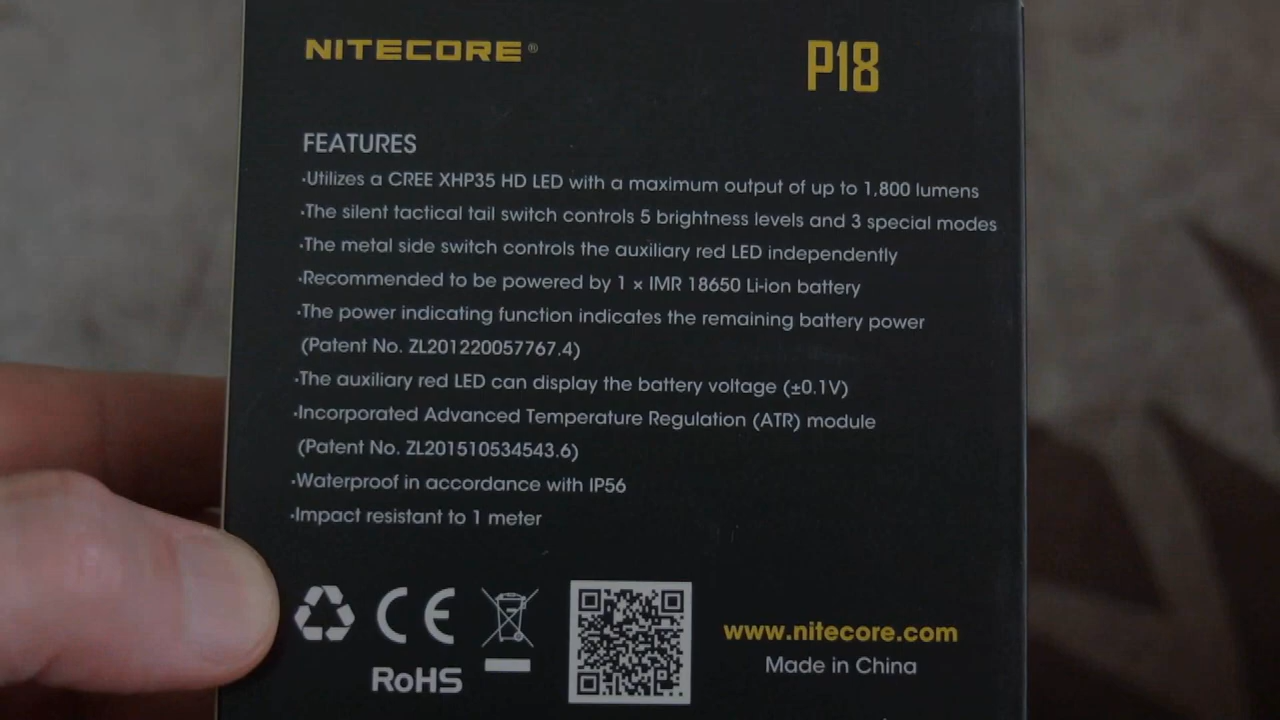 NITECORE®
P18
FEATURES
·Utilizes a CREE XHP35 HD LED with a maximum output of up to 1,800 lumens
·The silent tactical tail switch controls 5 brightness levels and 3 special modes
·The metal side switch controls the auxiliary red LED independently
·Recommended to be powered by 1 × IMR 18650 Li-ion battery
·The power indicating function indicates the remaining battery power
(Patent No. ZL201220057767.4)
·The auxiliary red LED can display the battery voltage (±0.1V)
·Incorporated Advanced Temperature Regulation (ATR) module
(Patent No. ZL201510534543.6)
·Waterproof in accordance with IP56
·Impact resistant to 1 meter
CE
RoHS
www.nitecore.com
Made in China